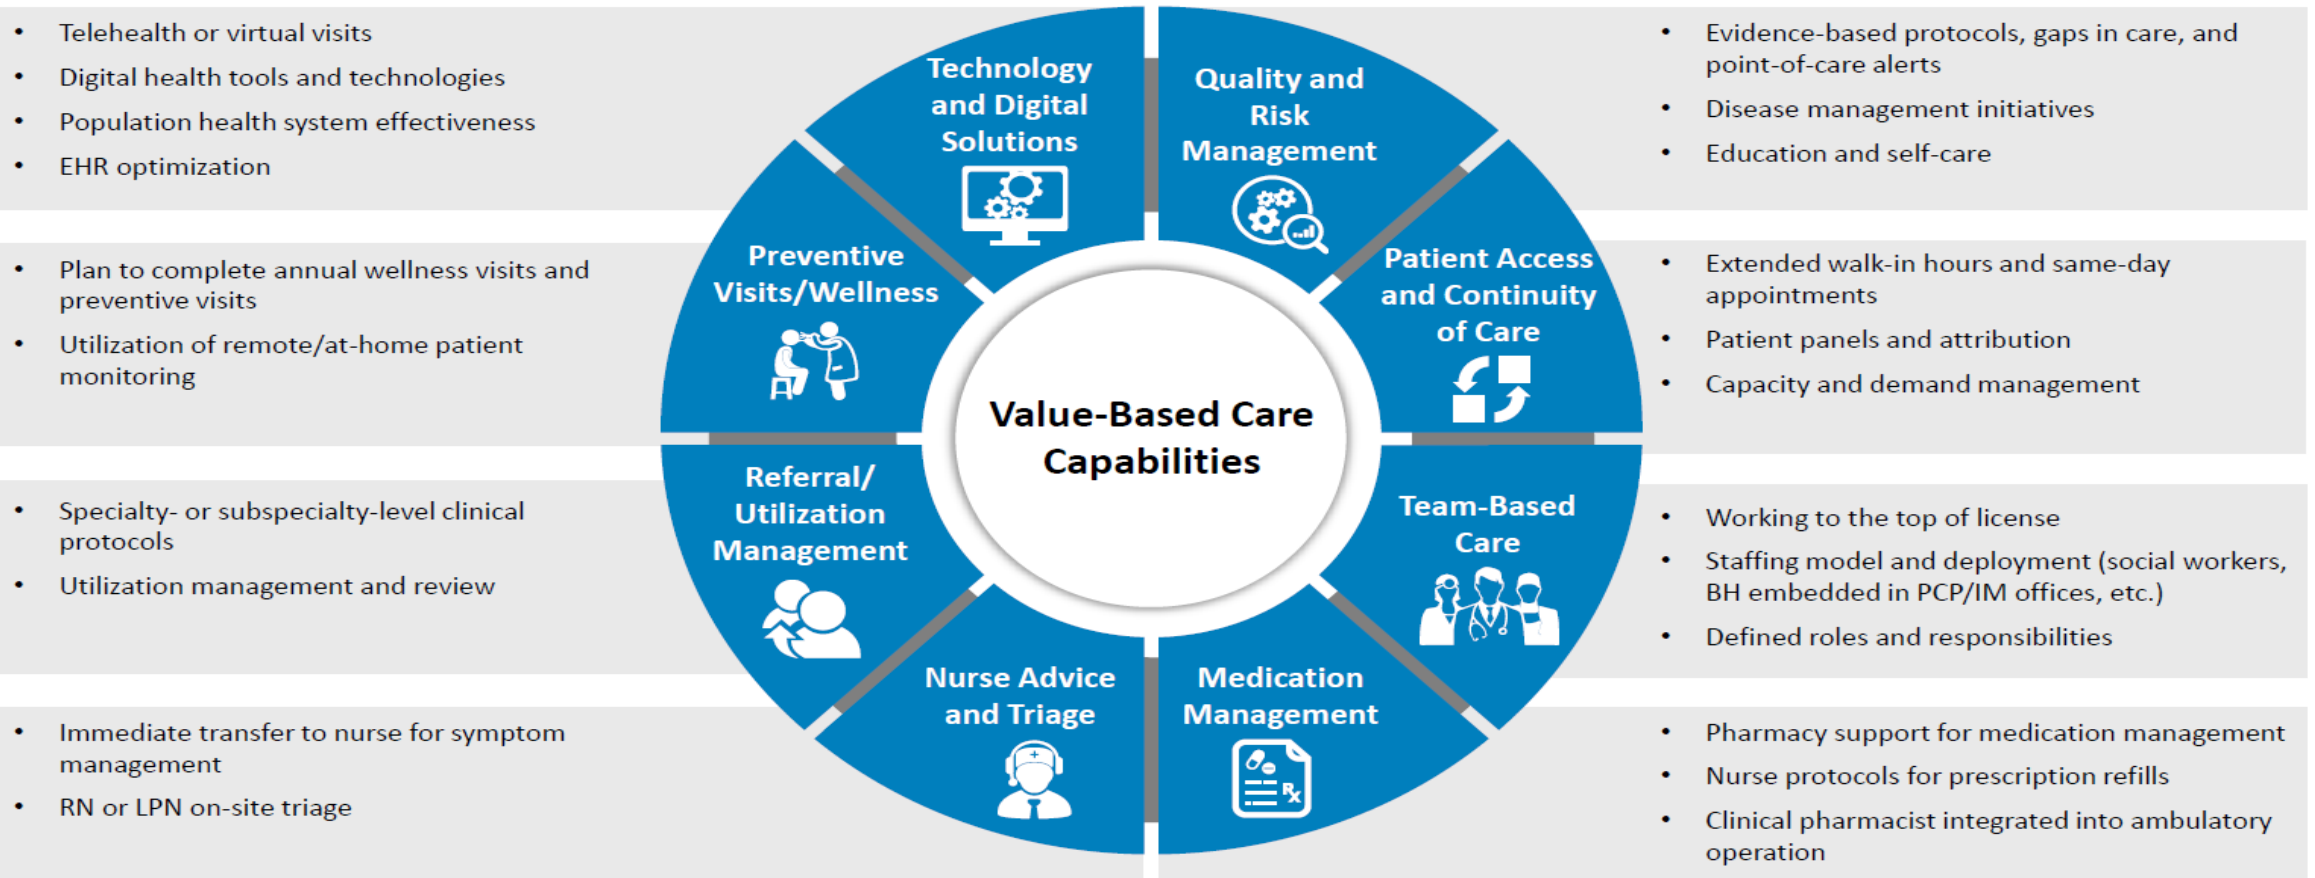 • Telehealth or virtual visits
• Digital health tools and technologies
• Population health system effectiveness
• EHR optimization
• Plan to complete annual wellness visits and
preventive visits
• Utilization of remote/at-home patient
monitoring
• Specialty- or subspecialty-level clinical
protocols
• Utilization management and review
• Immediate transfer to nurse for symptom
management
• RN or LPN on-site triage
Technology
and Digital
Solutions
Quality and
Risk
Management
Preventive
Visits/Wellness
Patient Access
and Continuity
of Care
Value-Based Care
Capabilities
Referral/
Utilization
Management
Team-Based
Care
Nurse Advice
and Triage
Medication
Management
Rx
• Evidence-based protocols, gaps in care, and
point-of-care alerts
• Disease management initiatives
• Education and self-care
• Extended walk-in hours and same-day
appointments
• Patient panels and attribution
• Capacity and demand management
• Working to the top of license
• Staffing model and deployment (social workers,
BH embedded in PCP/IM offices, etc.)
• Defined roles and responsibilities
• Pharmacy support for medication management
• Nurse protocols for prescription refills
• Clinical pharmacist integrated into ambulatory
operation